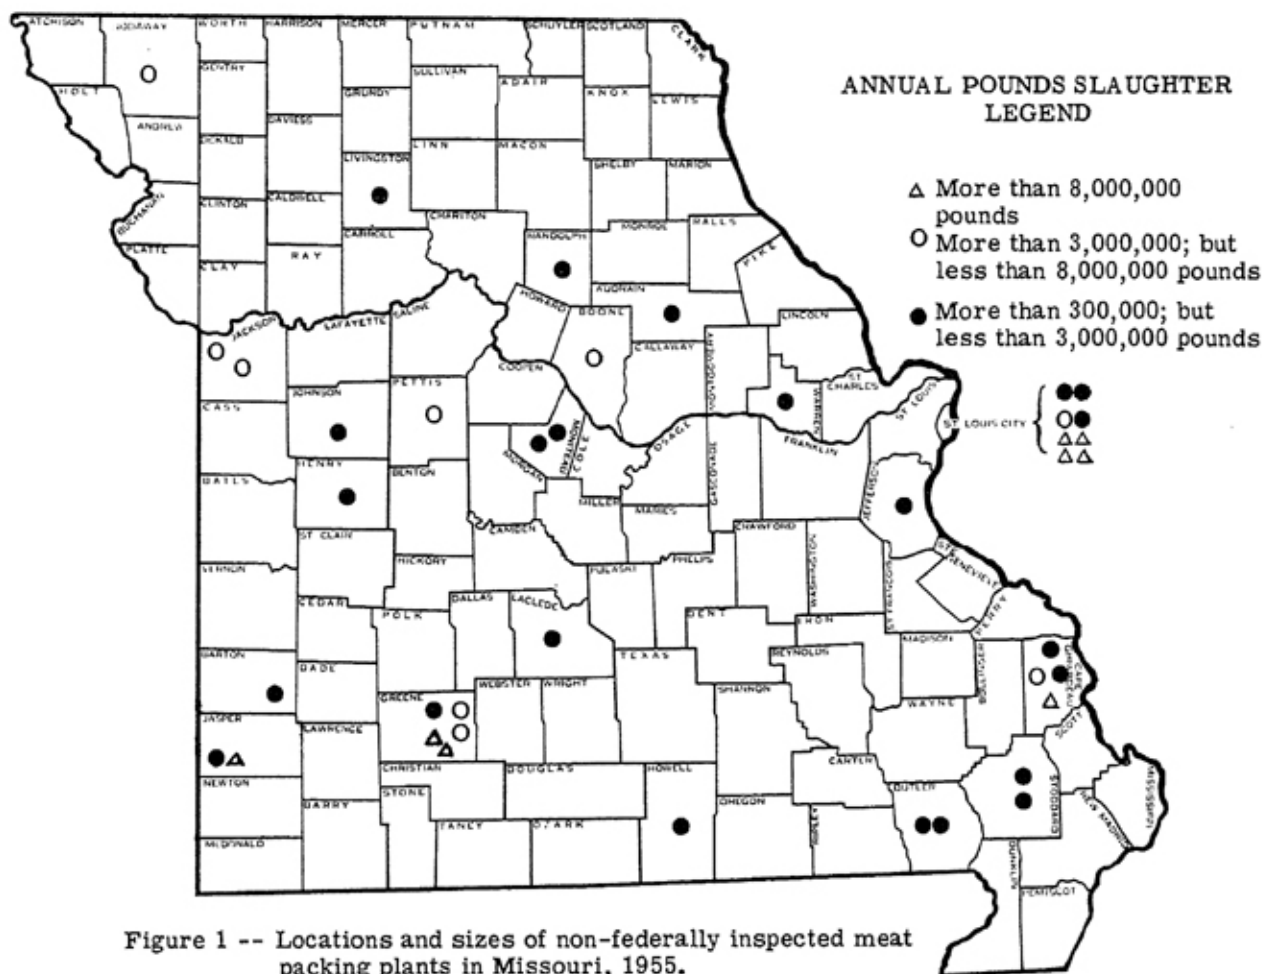 ATCHISON NODAWAY WORTH HARRISON MERCER PUTNAM SCHUYLER SCOTLAND CLARK
GENTRY SULLIVAN ADAIR
HOLT GRUNDY KNOX LEWIS
ANDREW DEKALB DAVIESS LINN MACON
LIVINGSTON SHELBY MARION
BUCHANAN CLINTON CALDWELL CHARITON
PLATTE CLAY RAY CARROLL RANDOLPH MONROE RALLS
PIKE
HOWARD BOONE AUDRAIN
JACKSON LAFAYETTE SALINE LINCOLN
CALLAWAY
COOPER ST CHARLES
CASS JOHNSON PETTIS WARREN ST LOUIS
ST LOUIS CITY
MORGAN MONITEAU COLE OSAGE GASCONADE FRANKLIN
BATES HENRY BENTON JEFFERSON
MILLER MARIES
ST CLAIR CAMDEN CRAWFORD
VERNON HICKORY PULASKI PHELPS WASHINGTON ST FRANCOIS ST GENEVIEVE
CEDAR POLK DALLAS LACLEDE DENT IRON PERRY
BARTON DADE TEXAS REYNOLDS MADISON BOLLINGER CAPE GIRARDEAU
GREENE WEBSTER WRIGHT SHANNON WAYNE
JASPER LAWRENCE SCOTT
NEWTON CHRISTIAN DOUGLAS HOWELL CARTER BUTLER STODDARD MISSISSIPPI
BARRY STONE OREGON RIPLEY NEW MADRID
MCDONALD TANEY OZARK DUNKLIN PEMISCOT
ANNUAL POUNDS SLAUGHTER
LEGEND
More than 8,000,000
pounds
More than 3,000,000; but
less than 8,000,000 pounds
More than 300,000; but
less than 3,000,000 pounds
Figure 1 -- Locations and sizes of non-federally inspected meat
packing plants in Missouri, 1955.